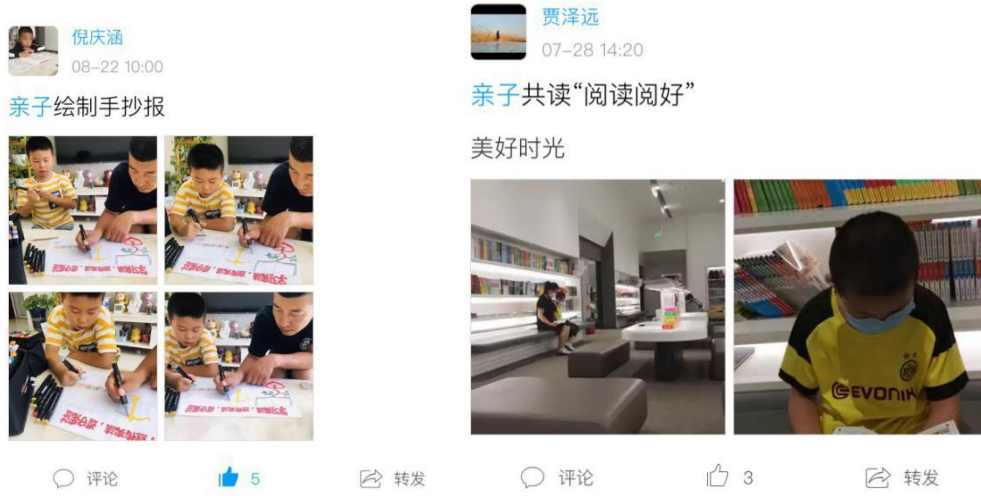 倪庆涵
08-22 10:00
亲子绘制手抄报
评论
5
转发
贾泽远
07-28 14:20
亲子共读“阅读阅好”
美好时光
EVONIK
评论
3
转发